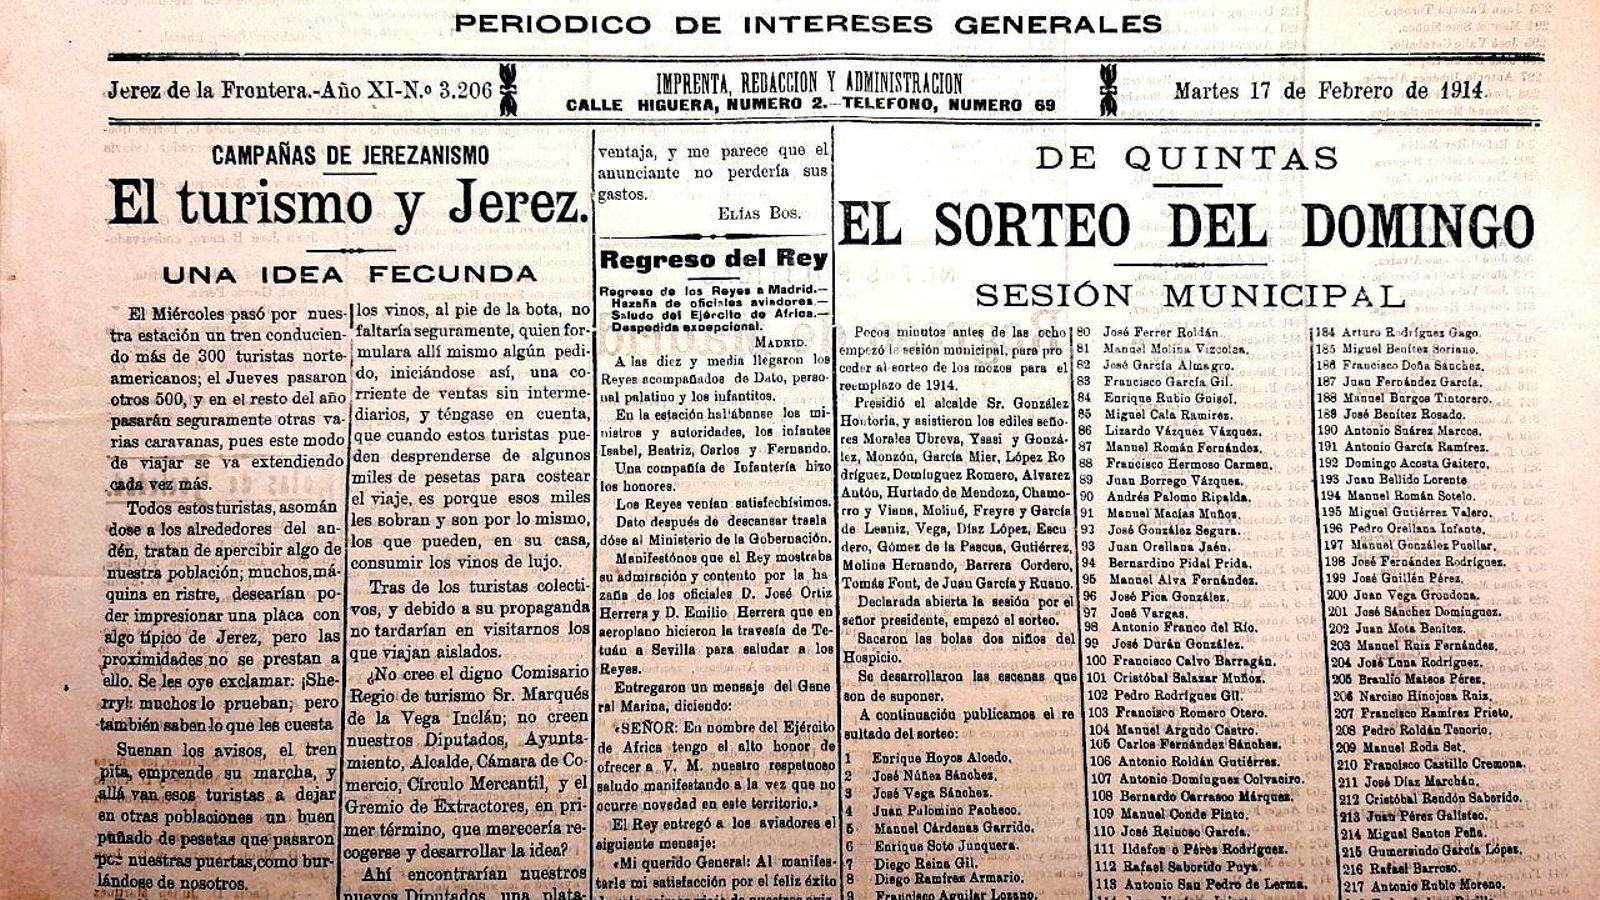 PERIODICO DE INTERESES GENERALES
Jerez de la Frontera.-Año XI-N.º 3.206
IMPRENTA, REDACCION Y ADMINISTRACION
CALLE HIGUERA, NUMERO 2.-TELEFONO, NUMERO 69
Martes 17 de Febrero de 1914.
CAMPAÑAS DE JEREZANISMO
El turismo y Jerez.
UNA IDEA FECUNDA
El Miércoles pasó por nues-
tra estación un tren conducien-
do más de 300 turistas norte-
americanos; el Jueves pasaron
otros 500, y en el resto del año
pasarán seguramente otras va-
rias caravanas, pues este modo
de viajar se va extendiendo
cada vez más.
Todos estos turistas, asomán
dose a los alrededores del an-
dén, tratan de apercibir algo de
nuestra población; muchos, má-
quina en ristre, desearían po-
der impresionar una placa con
algo típico de Jerez, pero las
proximidades no se prestan a
ello. Se les oye exclamar: ¡She-
rry!: muchos lo prueban; pero
también saben lo que les cuesta
Suenan los avisos, el tren
pita, emprende su marcha, y
allá van esos turistas a dejar
en otras poblaciones un buen
puñado de pesetas que pasaron
por nuestras puertas, como bur-
lándose de nosotros.
los vinos, al pie de la bota, no
faltaría seguramente, quien for-
mulara allí mismo algún pedi-
do, iniciándose así, una co-
rriente de ventas sin interme-
diarios, y téngase en cuenta,
que cuando estos turistas pue-
den desprenderse de algunos
miles de pesetas para costear
el viaje, es porque esos miles
les sobran y son por lo mismo,
los que pueden, en su casa,
consumir los vinos de lujo.
Tras de los turistas colecti-
vos, y debido a su propaganda
no tardarían en visitarnos los
que viajan aislados.
¿No cree el digno Comisario
Regio de turismo Sr. Marqués
de la Vega Inclán; no creen
nuestros Diputados, Ayunta-
miento, Alcalde, Cámara de Co-
mercio, Círculo Mercantil, y el
Gremio de Extractores, en pri-
mer término, que merecería re-
cogerse y desarrollar la idea?
Ahí encontrarían nuestros
nuevos Diputados, una plata-
ventaja, y me parece que el
anunciante no perdería sus
gastos.
ELÍAS BOS.
Regreso del Rey
Regreso de los Reyes a Madrid.—
Hazaña de oficiales aviadores.—
Saludo del Ejército de Africa.—
Despedida excepcional.
MADRID.
A las diez y media llegaron los
Reyes acompañados de Dato, perso-
nal palatino y los infantitos.
En la estación hallábanse los mi-
nistros y autoridades, los infantes
Isabel, Beatriz, Carlos y Fernando.
Una compañía de Infantería hizo
los honores.
Los Reyes venían satisfechísimos.
Dato después de descansar trasla
dóse al Ministerio de la Gobernación.
Manifestónos que el Rey mostraba
su admiración y contento por la ha
zaña de los oficiales D. José Ortiz
Herrera y D. Emilio Herrera que en
aeroplano hicieron la travesía de Te-
tuán a Sevilla para saludar a los
Reyes.
Entregaron un mensaje del Gene
ral Marina, diciendo:
«SEÑOR: En nombre del Ejército
de Africa tengo el alto honor de
ofrecer a V. M. nuestro respetuoso
saludo manifestando a la vez que no
ocurre novedad en este territorio.»
El Rey entregó a los aviadores el
siguiente mensaje:
«Mi querido General: Al manifes-
tarle mi satisfacción por el feliz éxito
DE QUINTAS
EL SORTEO DEL DOMINGO
SESIÓN MUNICIPAL
Pocos minutos antes de las ocho
empezó la sesión municipal, para pro
ceder al sorteo de los mozos para el
reemplazo de 1914.
Presidió el alcalde Sr. González
Hontoria, y asistieron los ediles seño-
res Morales Ubreva, Ysasi y Gonzá-
lez, Monzón, García Mier, López Ro
dríguez, Domínguez Romero, Alvarez
Antón, Hurtado de Mendoza, Chamo-
rro y Viana, Moliné, Freyre y García
de Leaniz, Vega, Díaz López, Escu
dero, Gómez de la Pascua, Gutiérrez,
Molina Hernando, Barrera Cordero,
Tomás Font, de Juan García y Ruano.
Declarada abierta la sesión por el
señor presidente, empezó el sorteo.
Sacaron las bolas dos niños del
Hospicio.
Se desarrollaron las escenas que
son de suponer.
A continuación publicamos el re
sultado del sorteo:
1 Enrique Hoyos Alcedo.
2 José Núñez Sánchez.
3 José Vega Sánchez.
4 Juan Palomino Pacheco.
5 Manuel Cárdenas Garrido.
6 Enrique Soto Junquera.
7 Diego Reina Gil.
8 Diego Ramírez Armario.
9 Francisco Aguilar Lozano.
80 José Ferrer Roldán.
81 Manuel Molina Vizcolza.
82 José García Almagro.
83 Francisco García Gil.
84 Enrique Rubio Guisol.
85 Miguel Cala Ramirez.
86 Lizardo Vázquez Vázquez.
87 Manuel Román Fernández.
88 Francisco Hermoso Carmen.
89 Juan Borrego Vázquez.
90 Andrés Palomo Ripalda.
91 Manuel Macías Muñoz.
92 José González Segura.
93 Juan Orellana Jaén.
94 Bernardino Pidal Prida.
95 Manuel Alva Fernández.
96 José Pica González.
97 José Vargas.
98 Antonio Franco del Río.
99 José Durán González.
100 Francisco Calvo Barragán.
101 Cristóbal Salazar Muñoz.
102 Pedro Rodríguez Gil.
103 Francisco Romero Otero.
104 Manuel Argudo Castro.
105 Carlos Fernández Sánchez.
106 Antonio Roldán Gutiérrez.
107 Antonio Domínguez Colvaciro.
108 Bernardo Carrasco Márquez.
109 Manuel Conde Pinto.
110 José Reinoso García.
111 Ildefon o Pérez Rodríguez.
112 Rafael Saborido Puya.
113 Antonio San Pedro de Lerma.
184 Arturo Rodríguez Gago.
185 Miguel Benítez Soriano.
186 Francisco Doña Sánchez.
187 Juan Fernández García.
188 Manuel Burgos Tintorero.
189 José Benítez Rosado.
190 Antonio Suárez Marcos.
191 Antonio García Ramírez.
192 Domingo Acosta Gaitero.
193 Juan Bellido Lorente
194 Manuel Román Sotelo.
195 Miguel Gutiérrez Valero.
196 Pedro Orellana Infante.
197 Manuel González Puollar.
198 José Fernández Rodríguez.
199 José Guillén Pérez.
200 Juan Vega Grondona.
201 José Sánchez Domínguez.
202 Juan Mota Benítez.
203 Manuel Ruiz Fernández.
204 José Luna Rodríguez.
205 Braulio Mateos Pérez.
206 Narciso Hinojosa Ruiz.
207 Francisco Ramírez Prieto.
208 Pedro Roldán Tenorio.
209 Manuel Roda Set.
210 Francisco Castillo Cremona.
211 José Díaz Marchán.
212 Cristóbal Rendón Saborido.
213 Juan Pérez Galisteo.
214 Miguel Santos Peña.
215 Gumersindo García López.
216 Rafael Barroso.
217 Antonio Rublo Moreno.